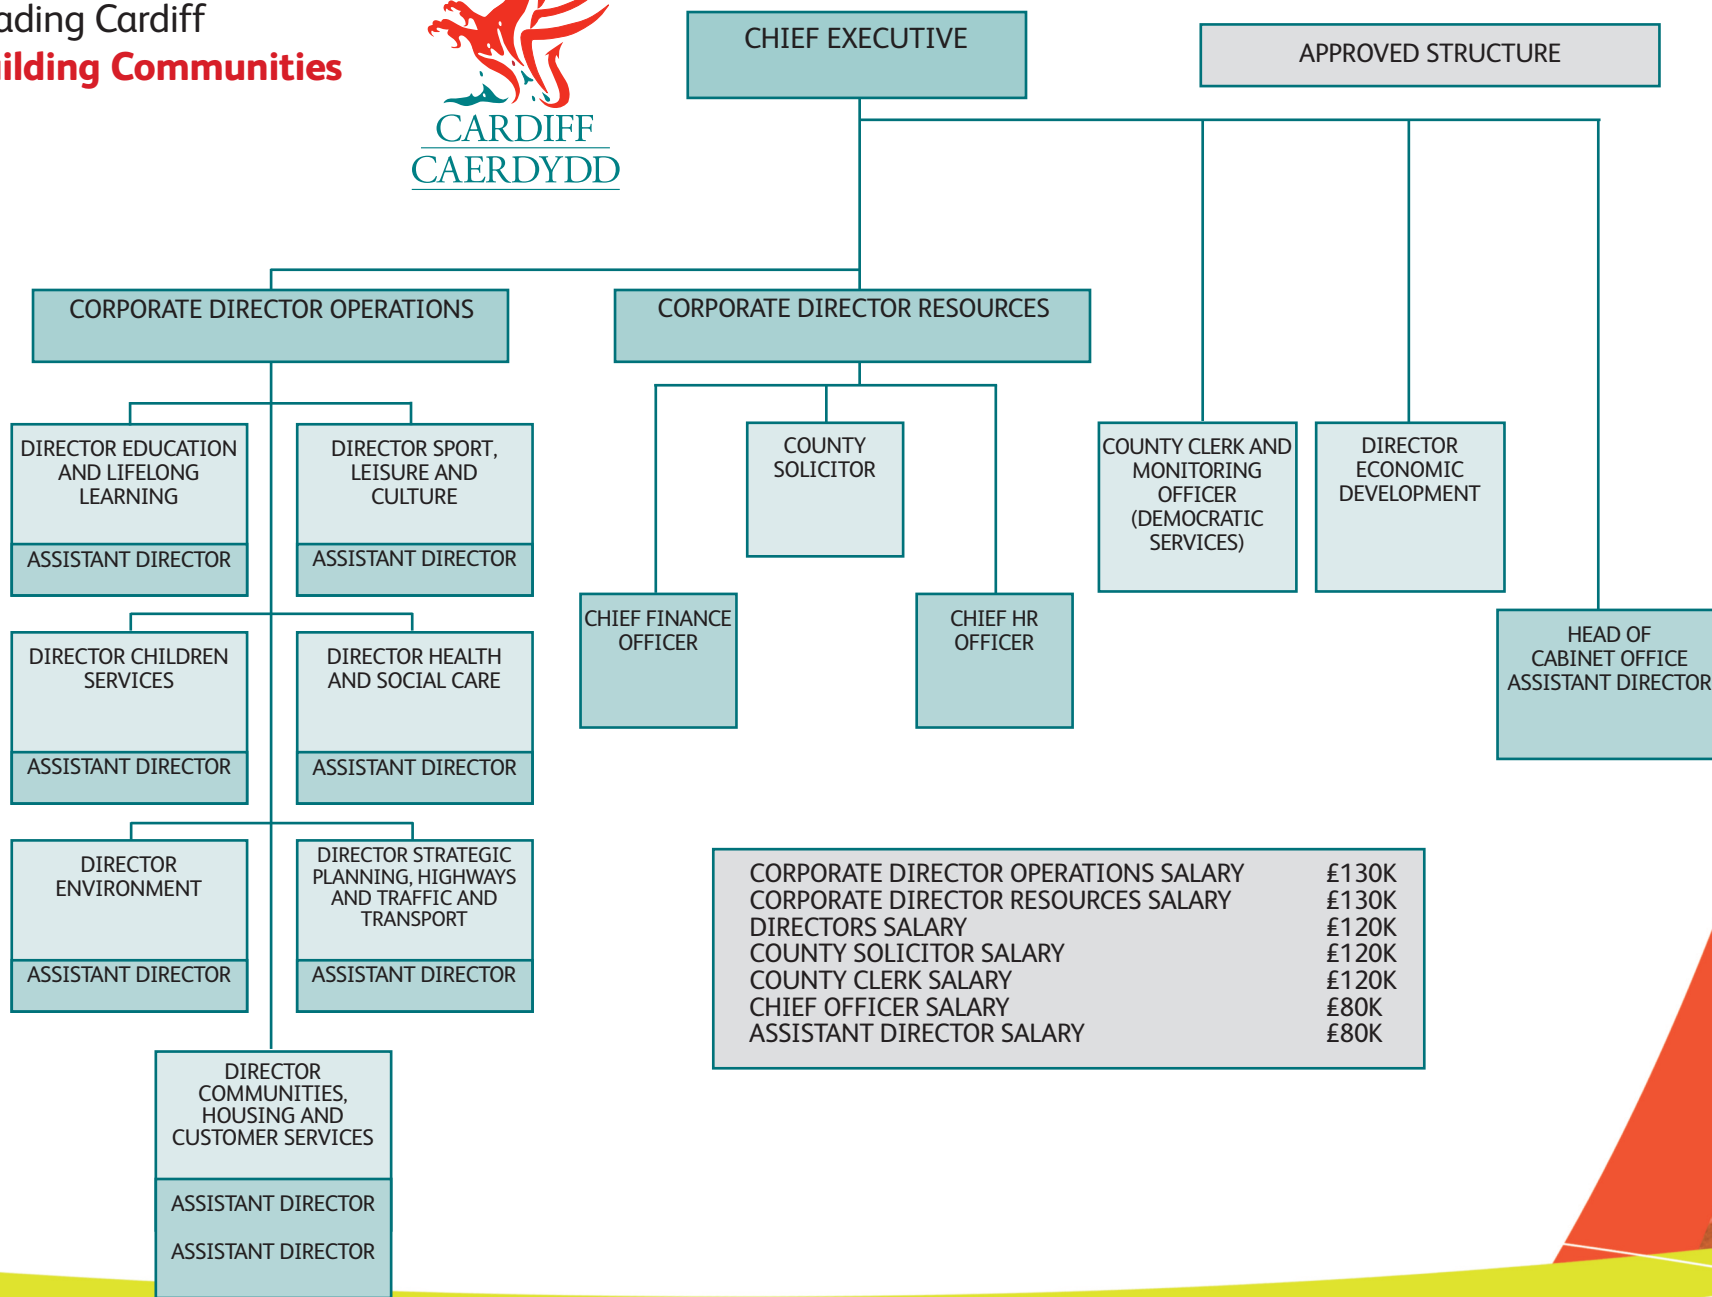 ading Cardiff
ilding Communities
CARDIFF
CAERDYDD
CHIEF EXECUTIVE
APPROVED STRUCTURE
CORPORATE DIRECTOR OPERATIONS
CORPORATE DIRECTOR RESOURCES
DIRECTOR EDUCATION
AND LIFELONG
LEARNING
ASSISTANT DIRECTOR
DIRECTOR SPORT,
LEISURE AND
CULTURE
ASSISTANT DIRECTOR
COUNTY
SOLICITOR
COUNTY CLERK AND
MONITORING
OFFICER
(DEMOCRATIC
SERVICES)
DIRECTOR
ECONOMIC
DEVELOPMENT
CHIEF FINANCE
OFFICER
CHIEF HR
OFFICER
HEAD OF
CABINET OFFICE
ASSISTANT DIRECTOR
DIRECTOR CHILDREN
SERVICES
ASSISTANT DIRECTOR
DIRECTOR HEALTH
AND SOCIAL CARE
ASSISTANT DIRECTOR
DIRECTOR
ENVIRONMENT
ASSISTANT DIRECTOR
DIRECTOR STRATEGIC
PLANNING, HIGHWAYS
AND TRAFFIC AND
TRANSPORT
ASSISTANT DIRECTOR
DIRECTOR
COMMUNITIES,
HOUSING AND
CUSTOMER SERVICES
ASSISTANT DIRECTOR
ASSISTANT DIRECTOR
CORPORATE DIRECTOR OPERATIONS SALARY £130K
CORPORATE DIRECTOR RESOURCES SALARY £130K
DIRECTORS SALARY £120K
COUNTY SOLICITOR SALARY £120K
COUNTY CLERK SALARY £120K
CHIEF OFFICER SALARY £80K
ASSISTANT DIRECTOR SALARY £80K